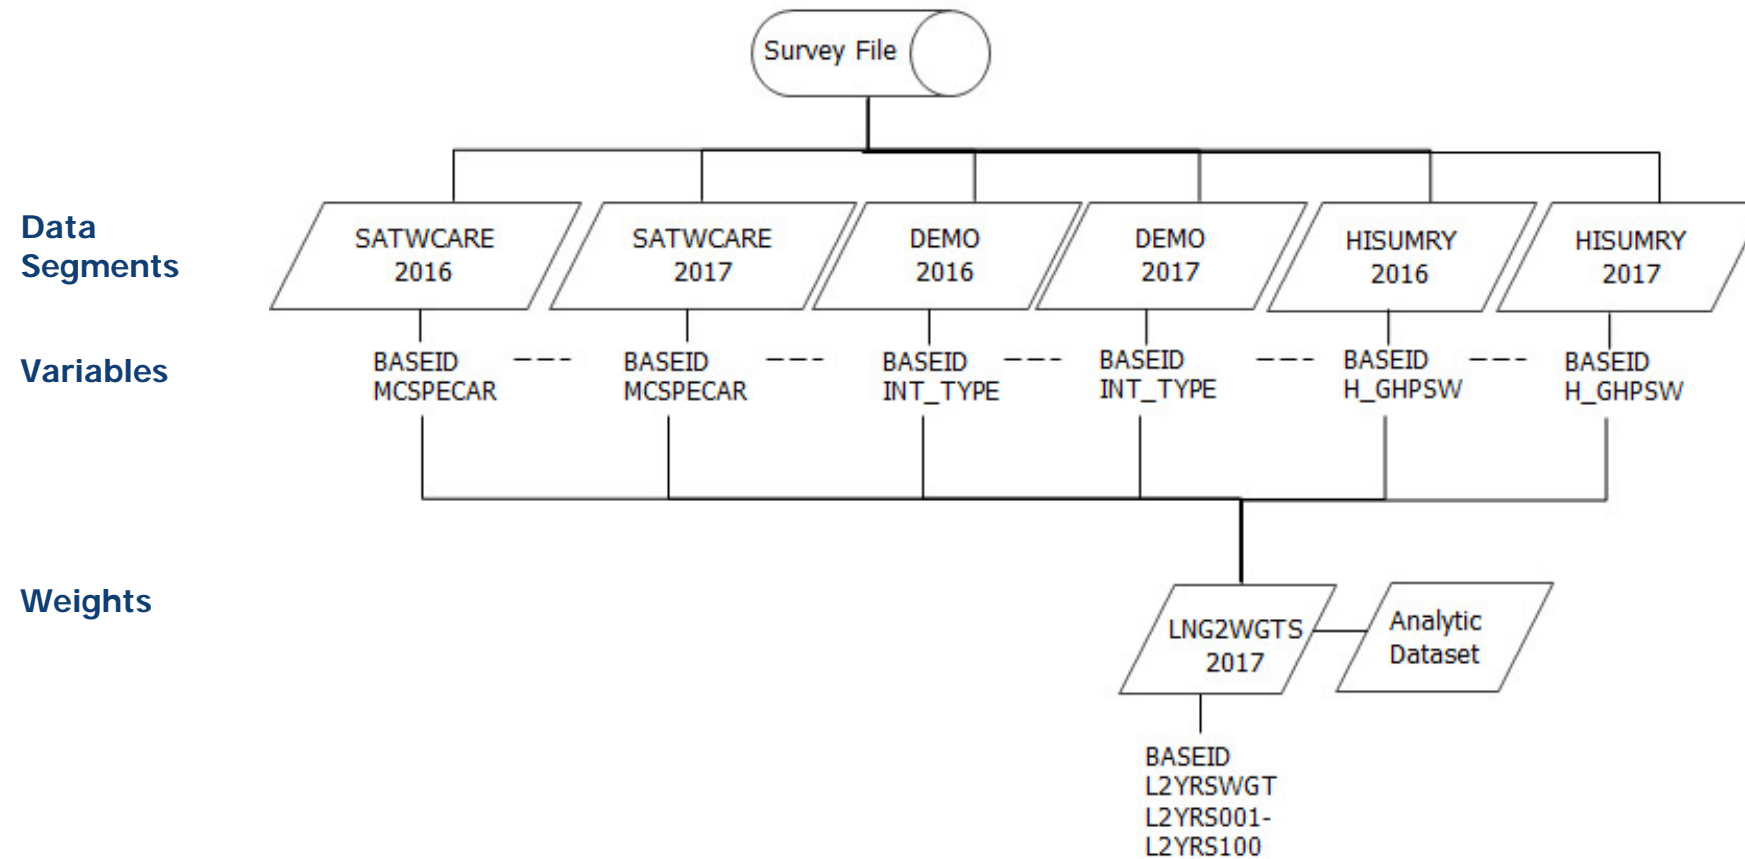 Survey File
Data
Segments
SATWCARE
2016
SATWCARE
2017
DEMO
2016
DEMO
2017
HISUMRY
2016
HISUMRY
2017
Variables
BASEID
MCSPECAR
BASEID
MCSPECAR
BASEID
INT_TYPE
BASEID
INT_TYPE
BASEID
H_GHPSW
BASEID
H_GHPSW
Weights
LNG2WGTS
2017
Analytic
Dataset
BASEID
L2YRSWGT
L2YRS001-
L2YRS100